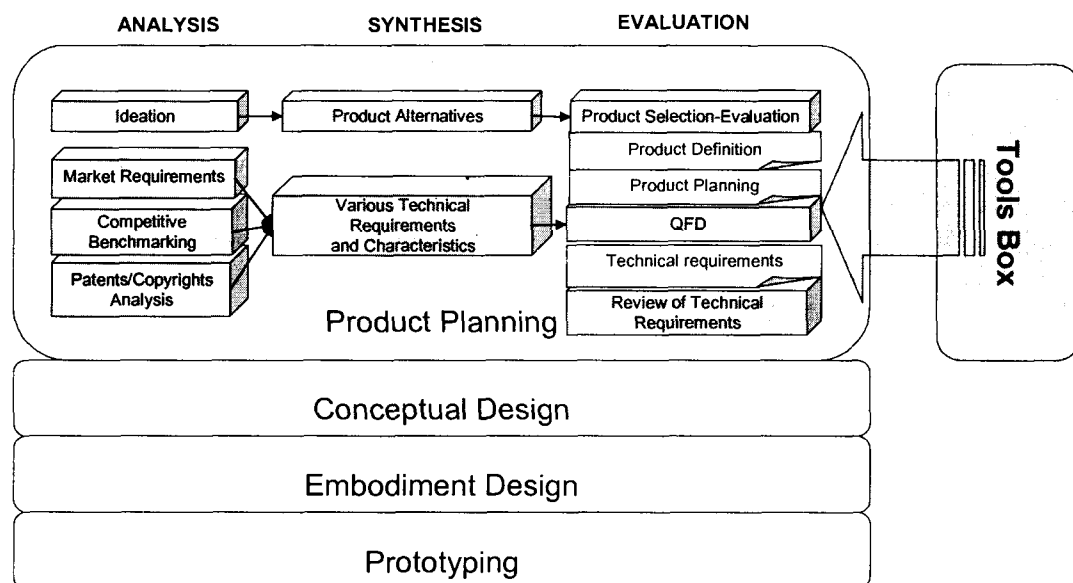 ANALYSIS SYNTHESIS EVALUATION
Ideation
Product Alternatives
Product Selection-Evaluation
Product Definition
Market Requirements
Product Planning
Competitive
Benchmarking
Various Technical
Requirements
and Characteristics
QFD
Patents/Copyrights
Analysis
Technical requirements
Review of Technical
Requirements
Product Planning
Tools Box
Conceptual Design
Embodiment Design
Prototyping